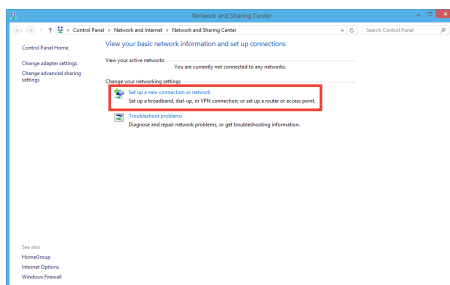 Network and Sharing Center
Control Panel Network and Internet Network and Sharing Center
Search Control Panel
Control Panel Home
Change adapter settings
Change advanced sharing
settings
View your basic network information and set up connections
View your active networks
You are currently not connected to any networks.
Change your networking settings
Set up a new connection or network
Set up a broadband, dial-up, or VPN connection; or set up a router or access point.
Troubleshoot problems
Diagnose and repair network problems, or get troubleshooting information.
See also
HomeGroup
Internet Options
Windows Firewall